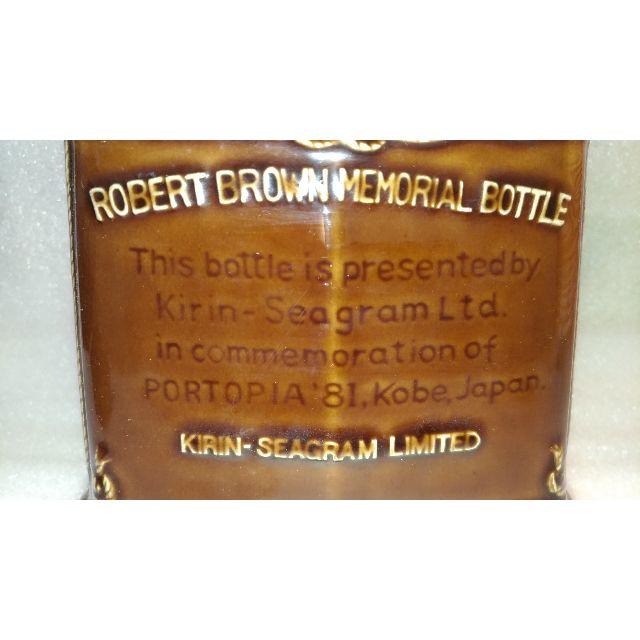 ROBERT BROWN MEMORIAL BOTTLE
This bottle is presented by
Kirin-Seagram Ltd.
in commemoration of
PORTOPIA '81, Kobe, Japan.
KIRIN-SEAGRAM LIMITED